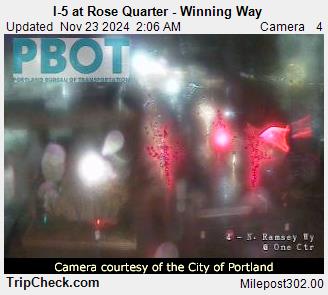 I-5 at Rose Quarter - Winning Way
Updated Nov 23 2024 2:06 AM Camera 4
PBOT
PORTLAND BUREAU OF TRANSPORTATION
4 - N. Ramsey Wy
@ One Ctr
Camera courtesy of the City of Portland
TripCheck.com Milepost302.00